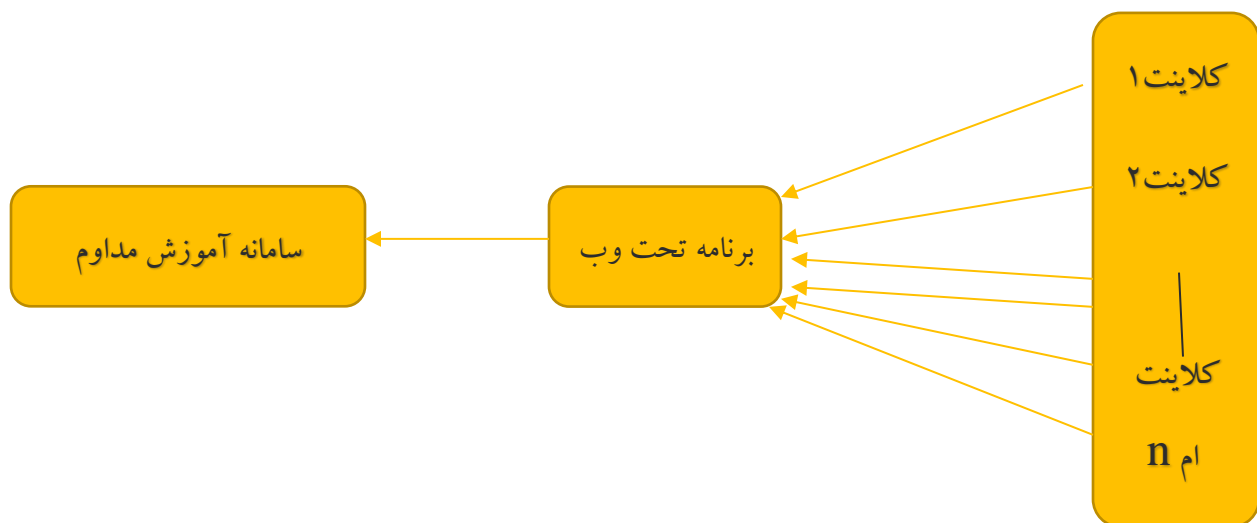 کلاینت۱
کلاینت۲
کلاینت
ام n
برنامه تحت وب
سامانه آموزش مداوم